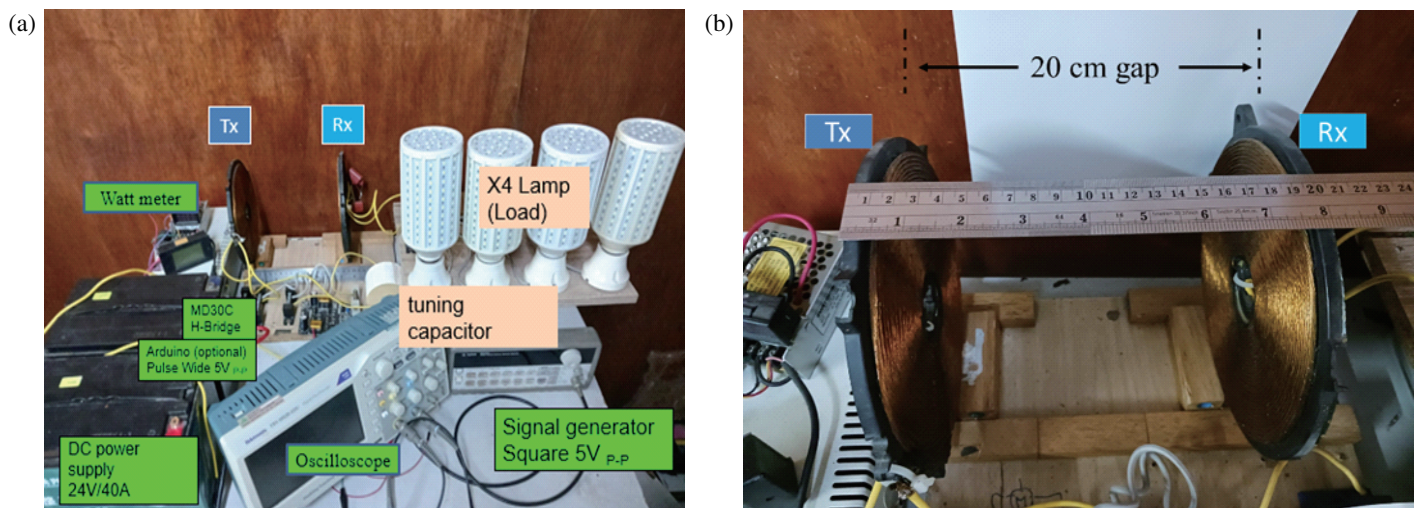 (a)
Tx
Rx
Watt meter
X4 Lamp
(Load)
MD30C
H-Bridge
tuning
capacitor
Arduino (optional)
Pulse Wide 5V P-P
DC power
supply
24V/40A
Oscilloscope
Signal generator
Square 5V P-P
(b)
20 cm gap
Tx
Rx
1 2 3 4 5 6 7 8 9 10 11 12 13 14 15 16 17 18 19 20 21 22 23 24
1 2 3 4 5 6 7 8 9